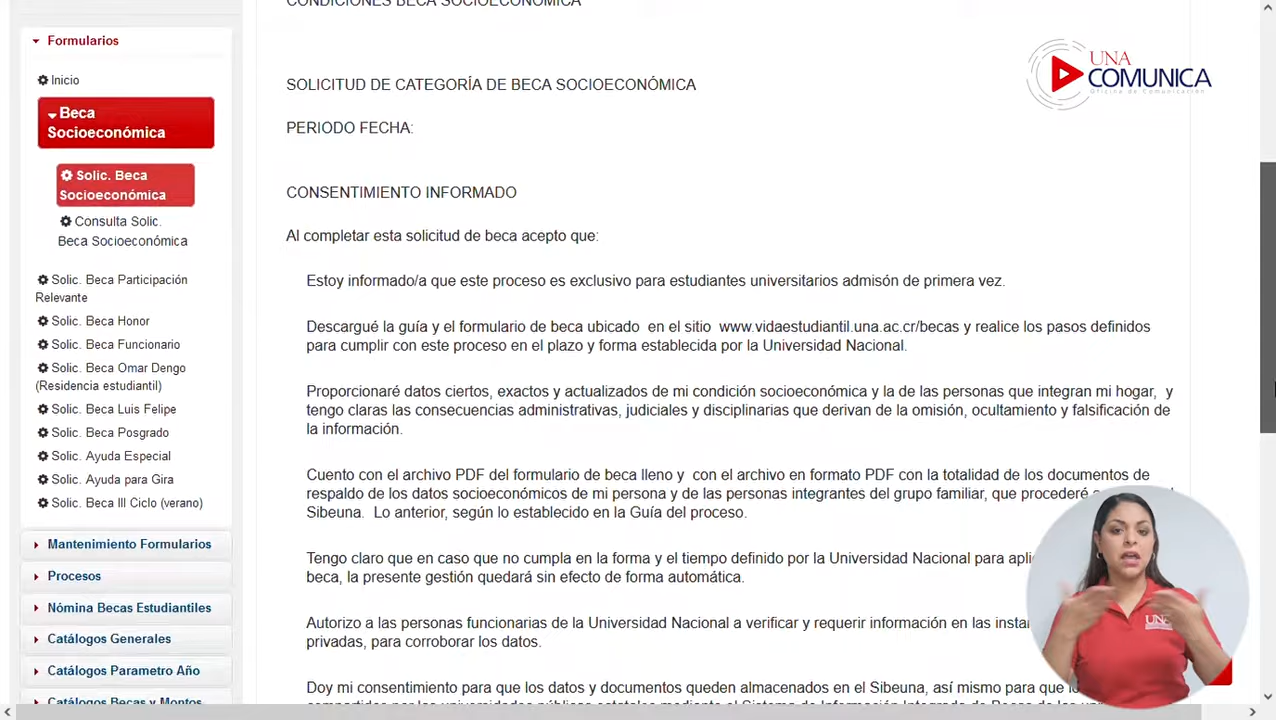 CONDICIONES BECA SOCIOECONÓMICA
Formularios
Inicio
Beca
Socioeconómica
Solic. Beca
Socioeconómica
Consulta Solic.
Beca Socioeconómica
Solic. Beca Participación
Relevante
Solic. Beca Honor
Solic. Beca Funcionario
Solic. Beca Omar Dengo
(Residencia estudiantil)
Solic. Beca Luis Felipe
Solic. Beca Posgrado
Solic. Ayuda Especial
Solic. Ayuda para Gira
Solic. Beca III Ciclo (verano)
Mantenimiento Formularios
Procesos
Nómina Becas Estudiantiles
Catálogos Generales
Catálogos Parametro Año
Catálogos Becas y Montos
UNA
COMUNICA
Oficina de Comunicación
SOLICITUD DE CATEGORÍA DE BECA SOCIOECONÓMICA
PERIODO FECHA:
CONSENTIMIENTO INFORMADO
Al completar esta solicitud de beca acepto que:
Estoy informado/a que este proceso es exclusivo para estudiantes universitarios admisón de primera vez.
Descargué la guía y el formulario de beca ubicado en el sitio www.vidaestudiantil.una.ac.cr/becas y realice los pasos definidos
para cumplir con este proceso en el plazo y forma establecida por la Universidad Nacional.
Proporcionaré datos ciertos, exactos y actualizados de mi condición socioeconómica y la de las personas que integran mi hogar, y
tengo claras las consecuencias administrativas, judiciales y disciplinarias que derivan de la omisión, ocultamiento y falsificación de
la información.
Cuento con el archivo PDF del formulario de beca lleno y con el archivo en formato PDF con la totalidad de los documentos de
respaldo de los datos socioeconómicos de mi persona y de las personas integrantes del grupo familiar, que procederé
Sibeuna. Lo anterior, según lo establecido en la Guía del proceso.
Tengo claro que en caso que no cumpla en la forma y el tiempo definido por la Universidad Nacional para
beca, la presente gestión quedará sin efecto de forma automática.
Autorizo a las personas funcionarias de la Universidad Nacional a verificar y requerir información en las
privadas, para corroborar los datos.
Doy mi consentimiento para que los datos y documentos queden almacenados en el Sibeuna, así mismo para que
UNA